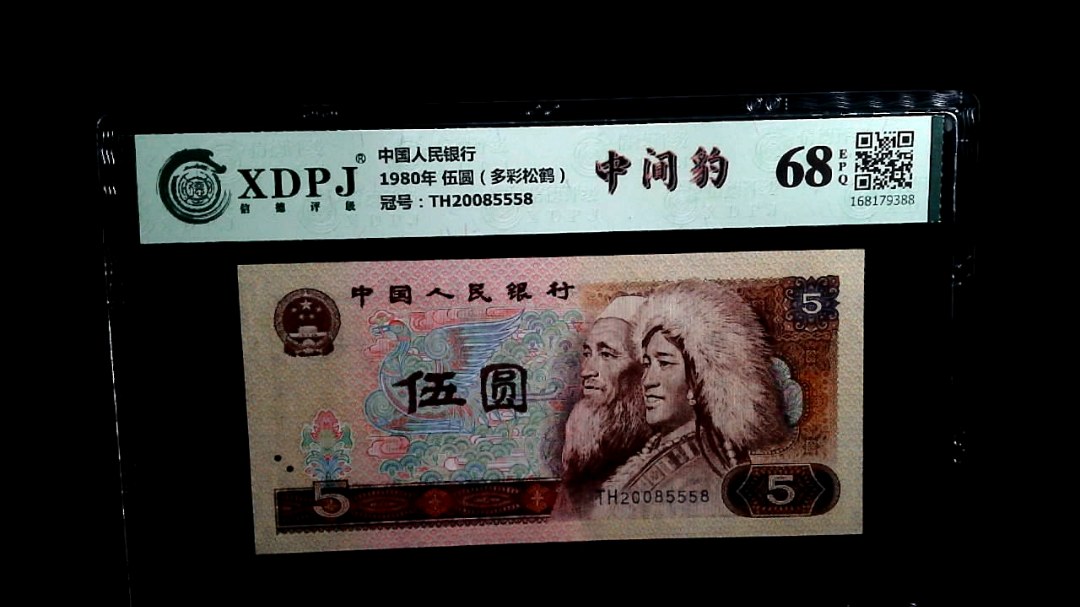 XDPJ®
信德评级
中国人民银行
1980年 伍圆（多彩松鹤）
冠号：TH20085558
中间豹
68 EPQ
168179388
中国人民银行
5
伍圆
5
TH20085558
5